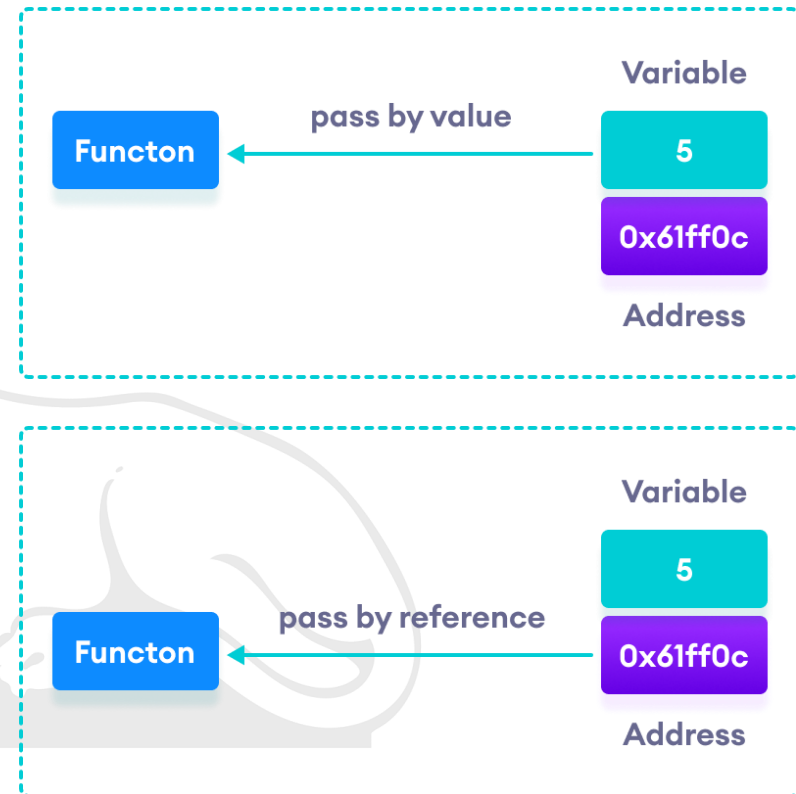 Variable
pass by value
Functon
5
0x61ff0c
Address
Variable
5
pass by reference
Functon
0x61ff0c
Address